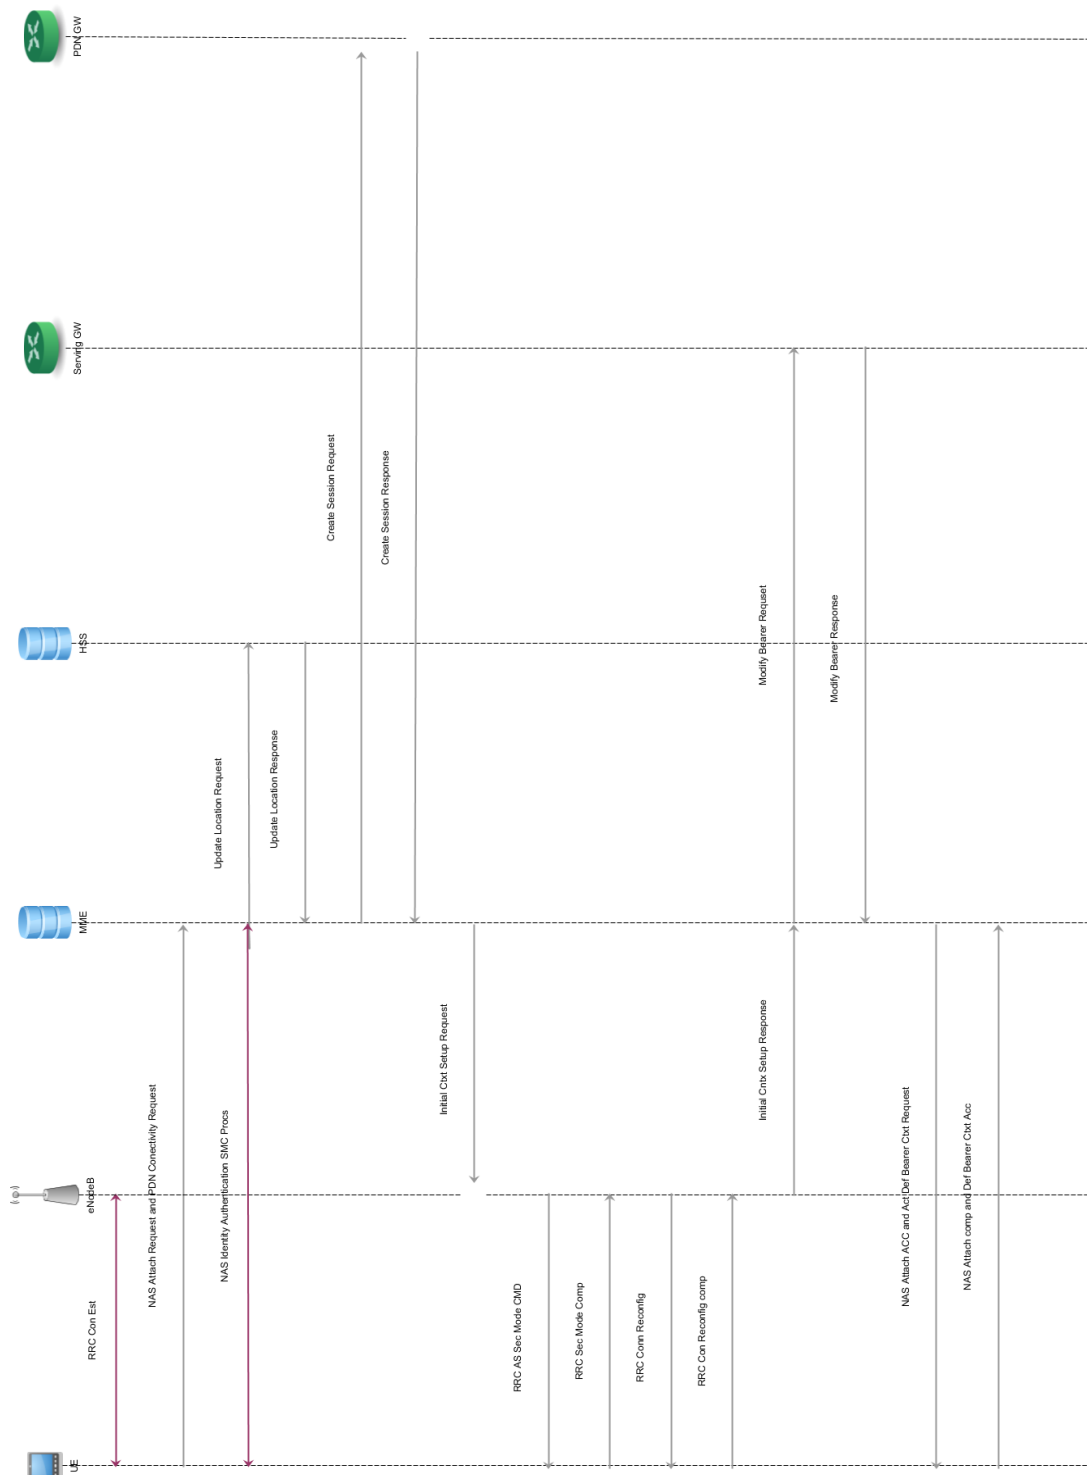 UE
eNodeB
MME
HSS
Serving GW
PDN GW
RRC Con Est
NAS Attach Request and PDN Conectivity Request
NAS Identity Authentication SMC Procs
Update Location Request
Update Location Response
Create Session Request
Create Session Response
Initial Ctxt Setup Request
RRC AS Sec Mode CMD
RRC Sec Mode Comp
RRC Conn Reconfig
RRC Con Reconfig comp
Initial Cntx Setup Response
Modify Bearer Requset
Modify Bearer Response
NAS Attach ACC and Act Def Bearer Ctxt Request
NAS Attach comp and Def Bearer Ctxt Acc